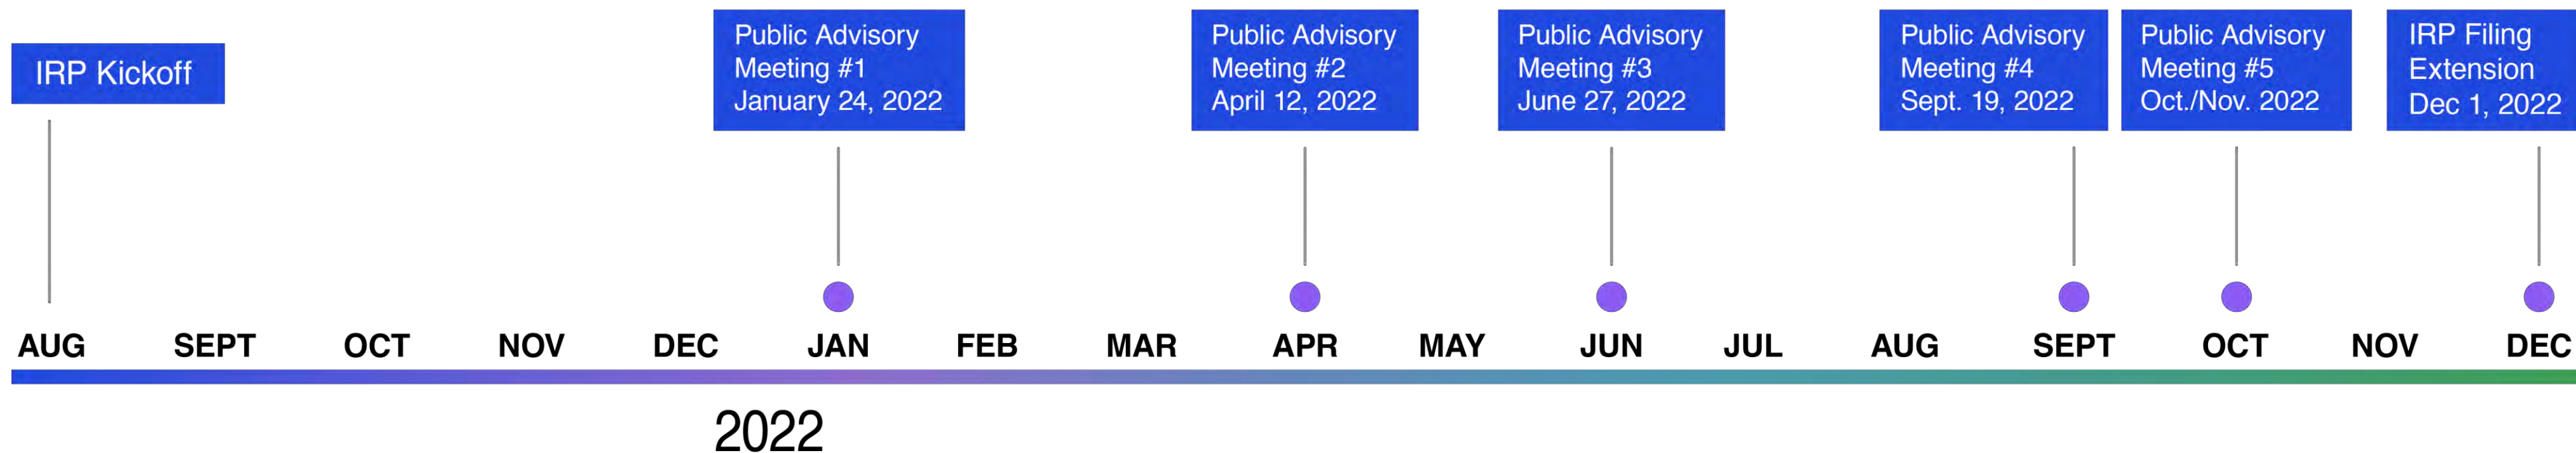 IRP Kickoff
Public Advisory
Meeting #1
January 24, 2022
Public Advisory
Meeting #2
April 12, 2022
Public Advisory
Meeting #3
June 27, 2022
Public Advisory
Meeting #4
Sept. 19, 2022
Public Advisory
Meeting #5
Oct./Nov. 2022
IRP Filing
Extension
Dec 1, 2022
AUG SEPT OCT NOV DEC JAN FEB MAR APR MAY JUN JUL AUG SEPT OCT NOV DEC
2022